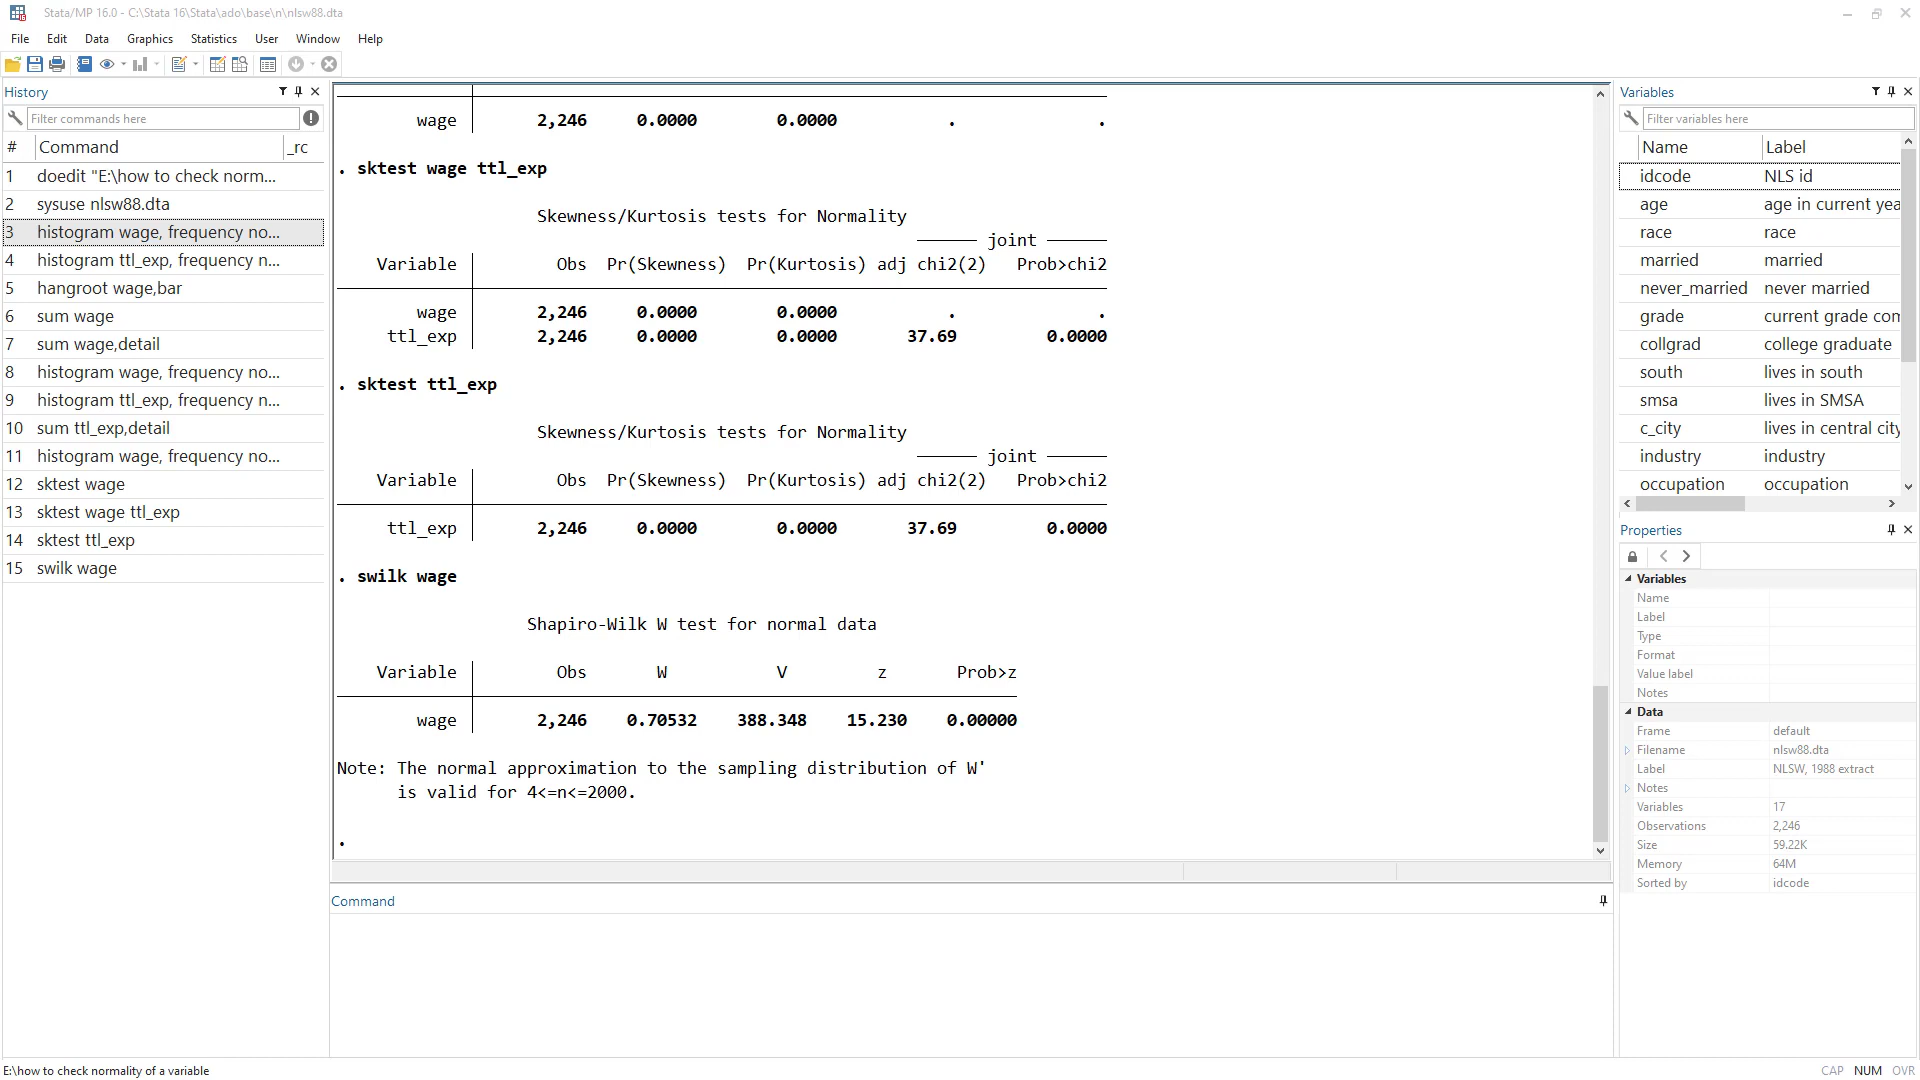 Stata/MP 16.0 - C:\Stata 16\Stata\ado\base\n\nlsw88.dta
File Edit Data Graphics Statistics User Window Help
History
Filter commands here
# Command _rc
1 doedit "E:\how to check norm...
2 sysuse nlsw88.dta
3 histogram wage, frequency no...
4 histogram ttl_exp, frequency n...
5 hangroot wage,bar
6 sum wage
7 sum wage,detail
8 histogram wage, frequency no...
9 histogram ttl_exp, frequency n...
10 sum ttl_exp,detail
11 histogram wage, frequency no...
12 sktest wage
13 sktest wage ttl_exp
14 sktest ttl_exp
15 swilk wage
wage 2,246 0.0000 0.0000 . .
. sktest wage ttl_exp
Skewness/Kurtosis tests for Normality
joint
Variable Obs Pr(Skewness) Pr(Kurtosis) adj chi2(2) Prob>chi2
wage 2,246 0.0000 0.0000 . .
ttl_exp 2,246 0.0000 0.0000 37.69 0.0000
. sktest ttl_exp
Skewness/Kurtosis tests for Normality
joint
Variable Obs Pr(Skewness) Pr(Kurtosis) adj chi2(2) Prob>chi2
ttl_exp 2,246 0.0000 0.0000 37.69 0.0000
. swilk wage
Shapiro-Wilk W test for normal data
Variable Obs W V z Prob>z
wage 2,246 0.70532 388.348 15.230 0.00000
Note: The normal approximation to the sampling distribution of W'
is valid for 4<=n<=2000.
.
Command
Variables
Filter variables here
Name Label
idcode NLS id
age age in current yea
race race
married married
never_married never married
grade current grade com
collgrad college graduate
south lives in south
smsa lives in SMSA
c_city lives in central city
industry industry
occupation occupation
Properties
Variables
Name
Label
Type
Format
Value label
Notes
Data
Frame default
Filename nlsw88.dta
Label NLSW, 1988 extract
Notes
Variables 17
Observations 2,246
Size 59.22K
Memory 64M
Sorted by idcode
E:\how to check normality of a variable
CAP NUM OVR